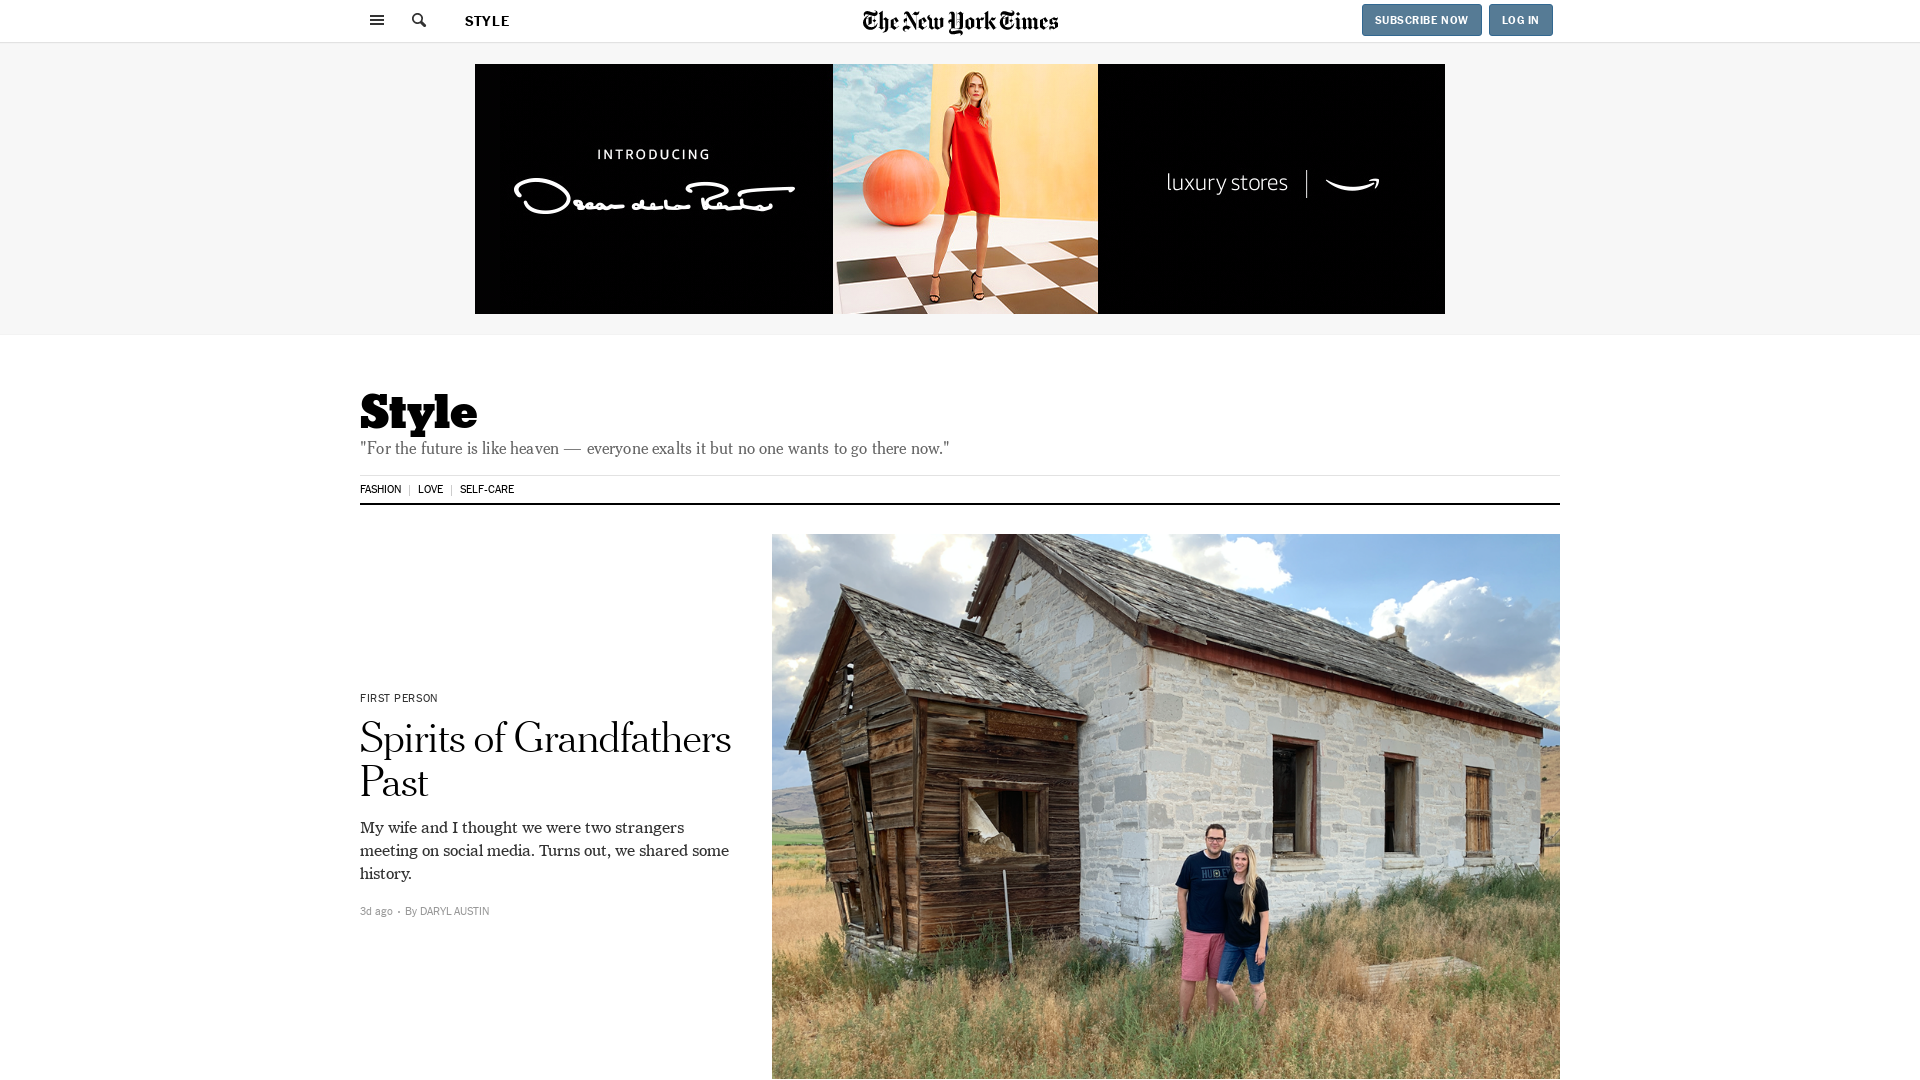 STYLE
The New York Times
SUBSCRIBE NOW
LOG IN
INTRODUCING
Oscar de la Renta
luxury stores
Style
"For the future is like heaven — everyone exalts it but no one wants to go there now."
FASHION | LOVE | SELF-CARE
FIRST PERSON
Spirits of Grandfathers
Past
My wife and I thought we were two strangers
meeting on social media. Turns out, we shared some
history.
3d ago • By DARYL AUSTIN